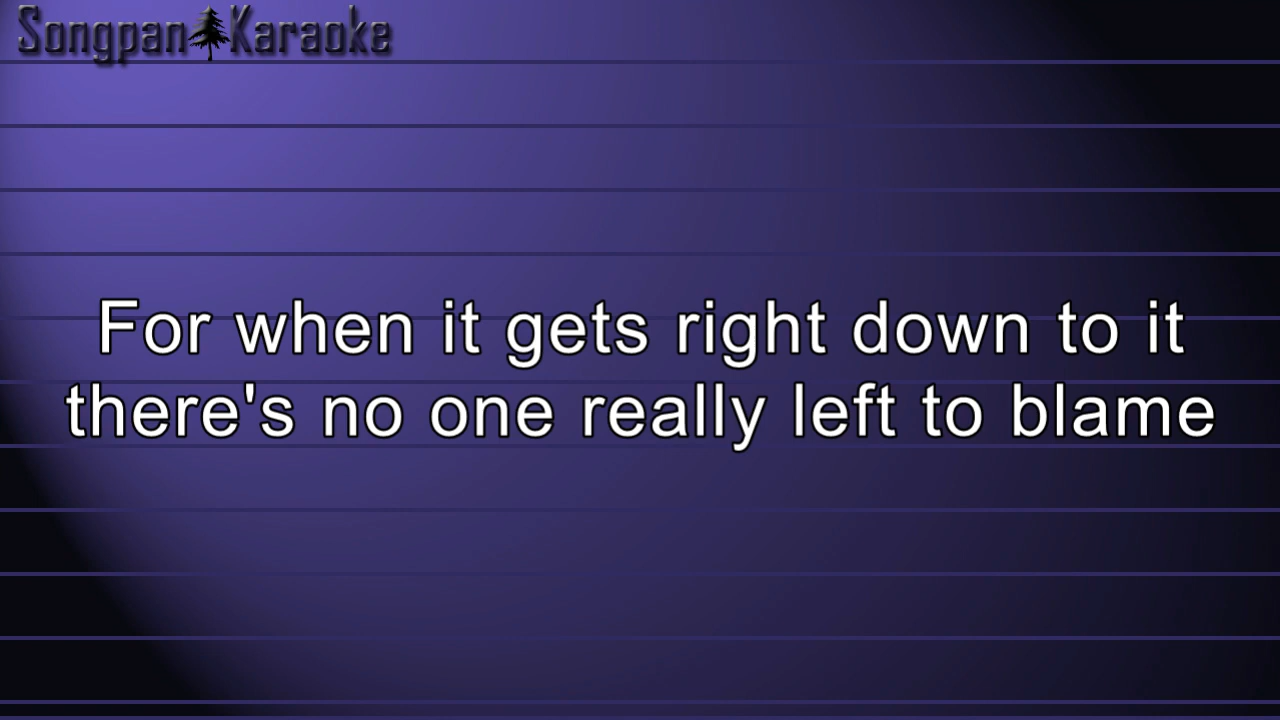 Songpan Karaoke
For when it gets right down to it
there's no one really left to blame